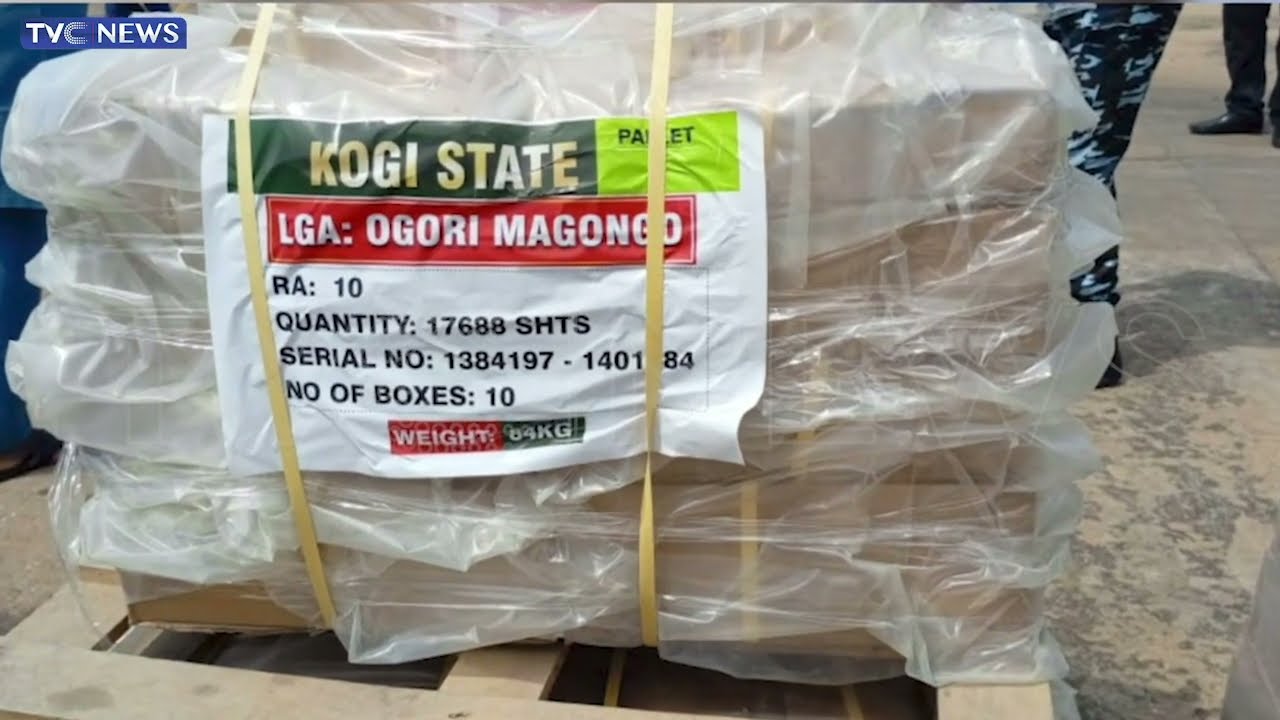 TVC NEWS
KOGI STATE
PALLET
LGA: OGORI MAGONGO
RA: 10
QUANTITY: 17688 SHTS
SERIAL NO: 1384197 -
NO OF BOXES: 10
WEIGHT: 84KG